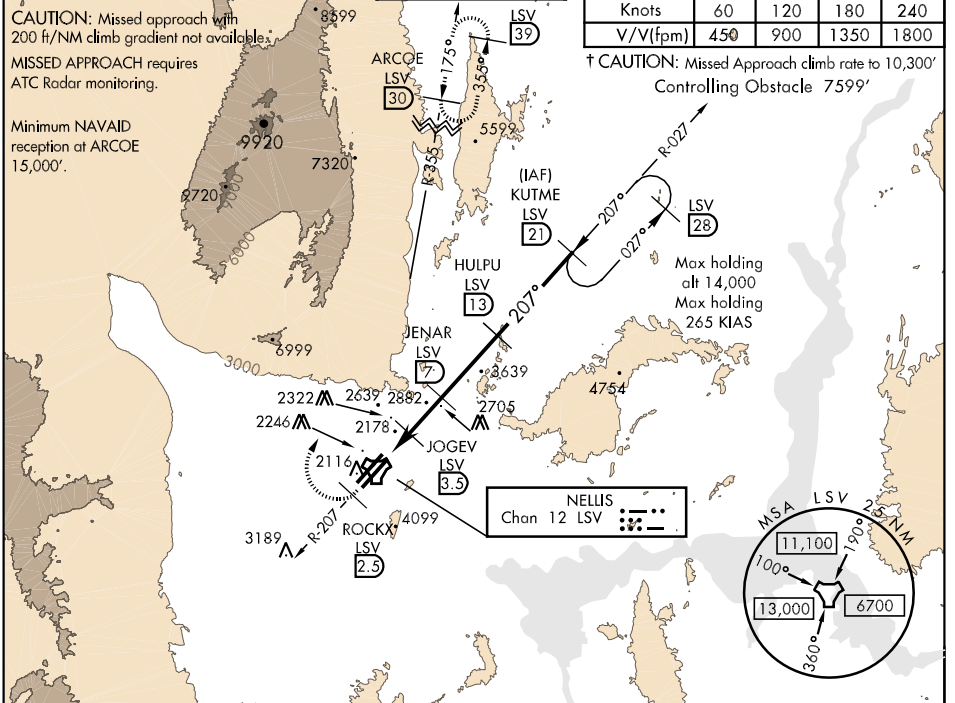 CAUTION: Missed approach with
200 ft/NM climb gradient not available.
MISSED APPROACH requires
ATC Radar monitoring.
Minimum NAVAID
reception at ARCOE
15,000’.
Knots 60 120 180 240
V/V(fpm) 450 900 1350 1800
† CAUTION: Missed Approach climb rate to 10,300’
Controlling Obstacle 7599’
8599
LSV
39
175°
355°
ARCOE
LSV
30
5599
R-355
9920
7320
9720
7000
6000
R-027
(IAF)
KUTME
LSV
21
207°
027°
LSV
28
Max holding
alt 14,000
Max holding
265 KIAS
HULPU
LSV
13
207°
JENAR
LSV
7
6999
3000
3639
4754
2322
2639
2882
2705
2246
2178
JOGEV
LSV
3.5
2116
NELLIS
Chan 12 LSV
R-207
ROCKX
LSV
2.5
4099
3189
MSA LSV 25 NM
11,100
190°
100°
13,000
6700
360°